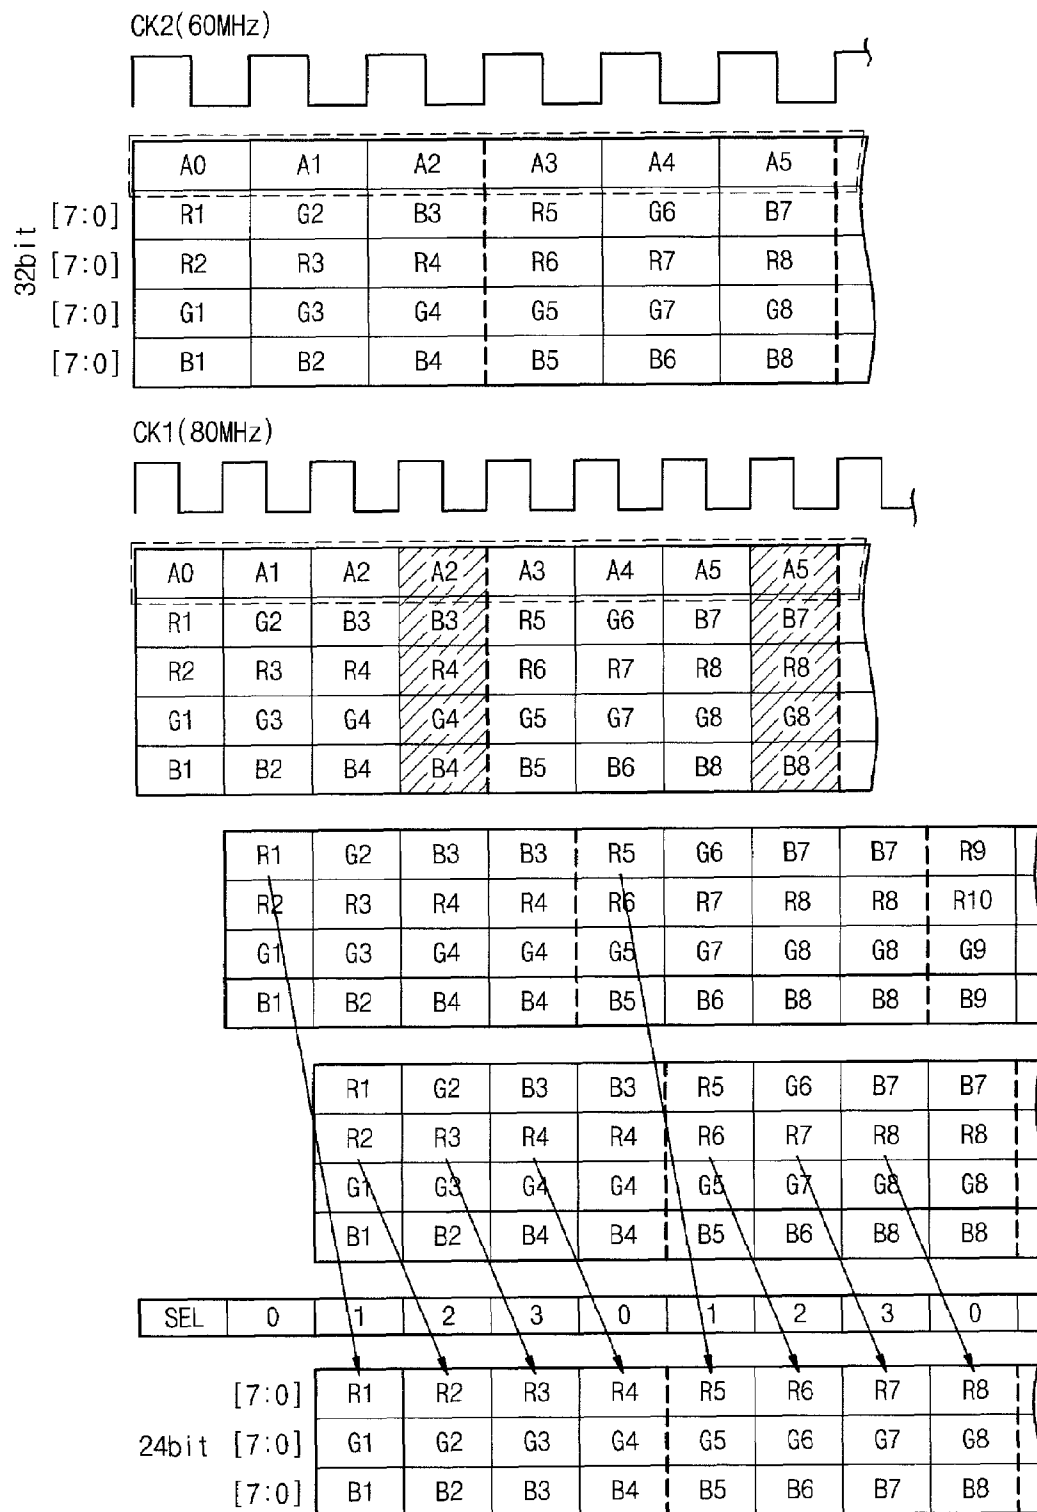 CK2(60MHz)
A0 A1 A2 A3 A4 A5
32bit
[7:0] R1 G2 B3 R5 G6 B7
[7:0] R2 R3 R4 R6 R7 R8
[7:0] G1 G3 G4 G5 G7 G8
[7:0] B1 B2 B4 B5 B6 B8
CK1(80MHz)
A0 A1 A2 A2 A3 A4 A5 A5
R1 G2 B3 B3 R5 G6 B7 B7
R2 R3 R4 R4 R6 R7 R8 R8
G1 G3 G4 G4 G5 G7 G8 G8
B1 B2 B4 B4 B5 B6 B8 B8
R1 G2 B3 B3 R5 G6 B7 B7 R9
R2 R3 R4 R4 R6 R7 R8 R8 R10
G1 G3 G4 G4 G5 G7 G8 G8 G9
B1 B2 B4 B4 B5 B6 B8 B8 B9
R1 G2 B3 B3 R5 G6 B7 B7
R2 R3 R4 R4 R6 R7 R8 R8
G1 G3 G4 G4 G5 G7 G8 G8
B1 B2 B4 B4 B5 B6 B8 B8
SEL 0 1 2 3 0 1 2 3 0
[7:0] R1 R2 R3 R4 R5 R6 R7 R8
24bit [7:0] G1 G2 G3 G4 G5 G6 G7 G8
[7:0] B1 B2 B3 B4 B5 B6 B7 B8